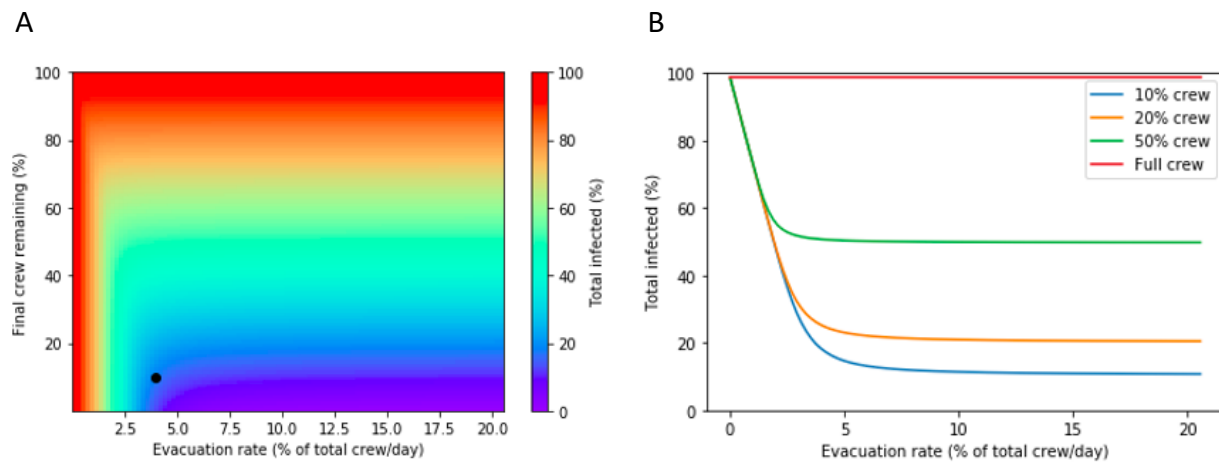 A
B
100
80
60
40
20
Final crew remaining (%)
2.5 5.0 7.5 10.0 12.5 15.0 17.5 20.0
Evacuation rate (% of total crew/day)
100
80
60
40
20
0
Total infected (%)
100
80
60
40
20
0
Total infected (%)
0 5 10 15 20
Evacuation rate (% of total crew/day)
10% crew
20% crew
50% crew
Full crew